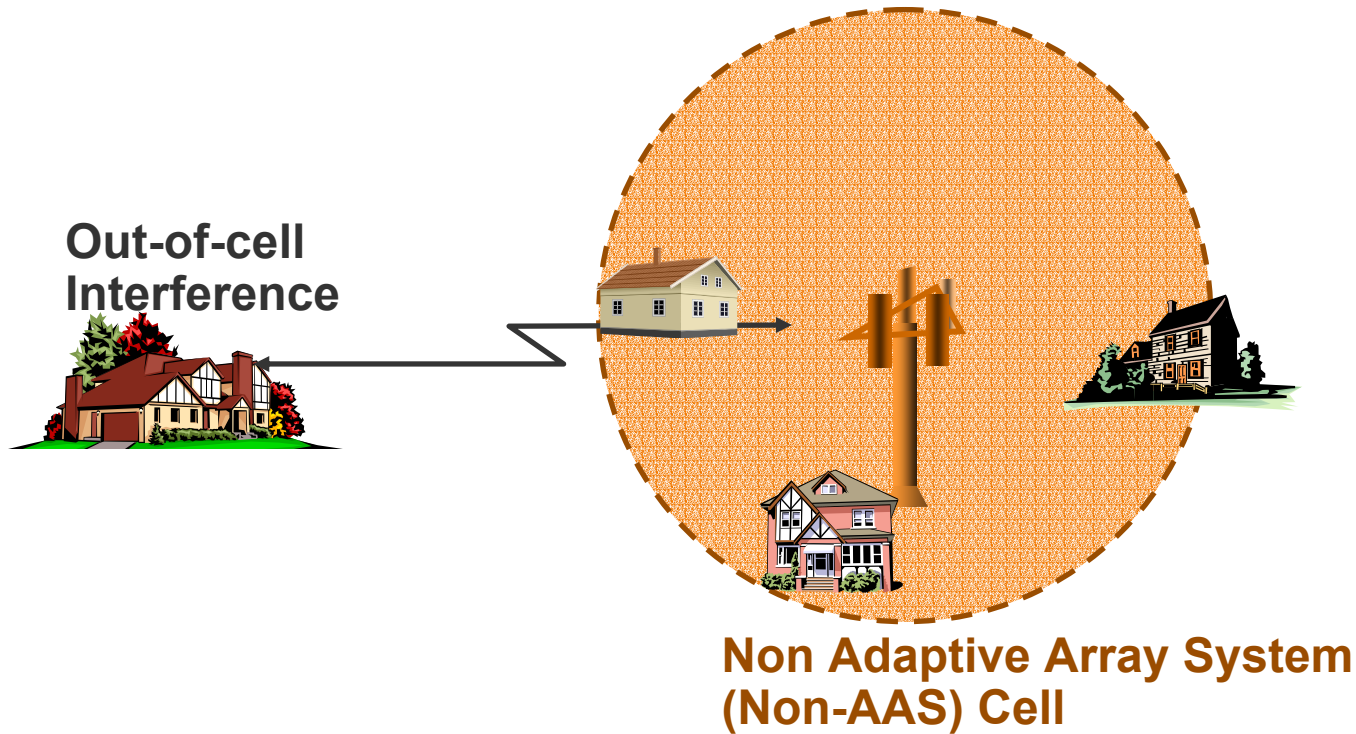 Out-of-cell
Interference
Non Adaptive Array System
(Non-AAS) Cell